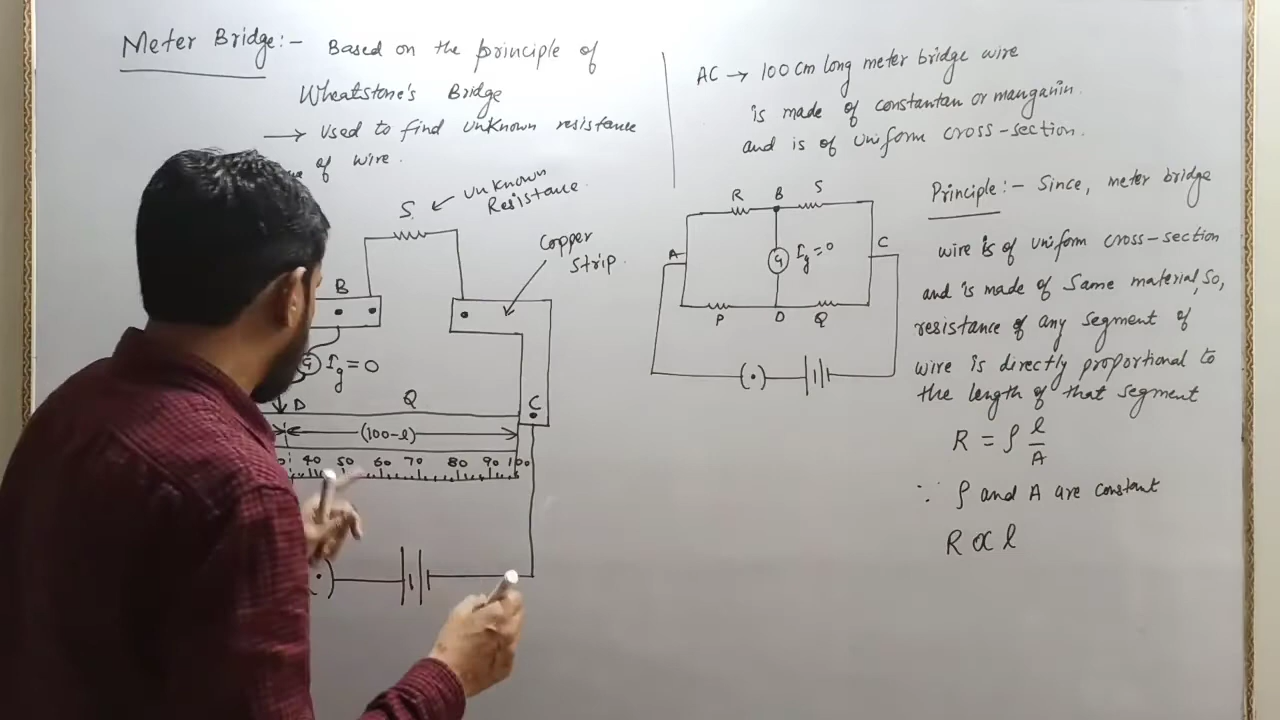 Meter Bridge:- Based on the principle of
Wheatstone's Bridge
→ Used to find unknown resistance
of wire.
S ← unknown
Resistance.
Copper
Strip.
B
G Ig = 0
D Q C
(100-l)
40 50 60 70 80 90 100
AC → 100 Cm long meter bridge wire
is made of constantan or manganin.
and is of uniform cross-section.
R B S
A G Ig = 0 C
P D Q
Principle:- Since, meter bridge
wire is of uniform cross-section
and is made of Same material, So,
resistance of any segment of
wire is directly proportional to
the length of that segment
R = ρ l/A
∵ ρ and A are constant
R ∝ l